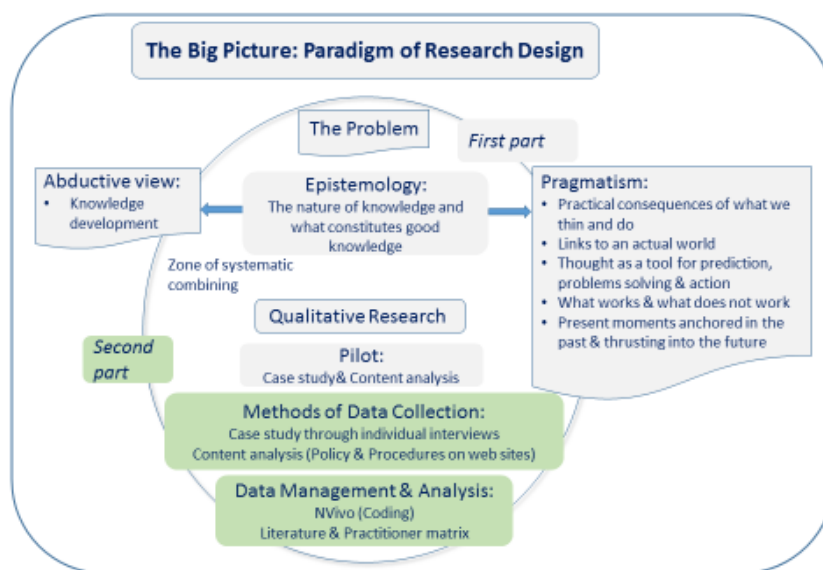 The Big Picture: Paradigm of Research Design
The Problem
First part
Abductive view:
• Knowledge
development
Epistemology:
The nature of knowledge and
what constitutes good
knowledge
Pragmatism:
• Practical consequences of what we
thin and do
• Links to an actual world
• Thought as a tool for prediction,
problems solving & action
• What works & what does not work
• Present moments anchored in the
past & thrusting into the future
Zone of systematic
combining
Qualitative Research
Second
part
Pilot:
Case study& Content analysis
Methods of Data Collection:
Case study through individual interviews
Content analysis (Policy & Procedures on web sites)
Data Management & Analysis:
NVivo (Coding)
Literature & Practitioner matrix